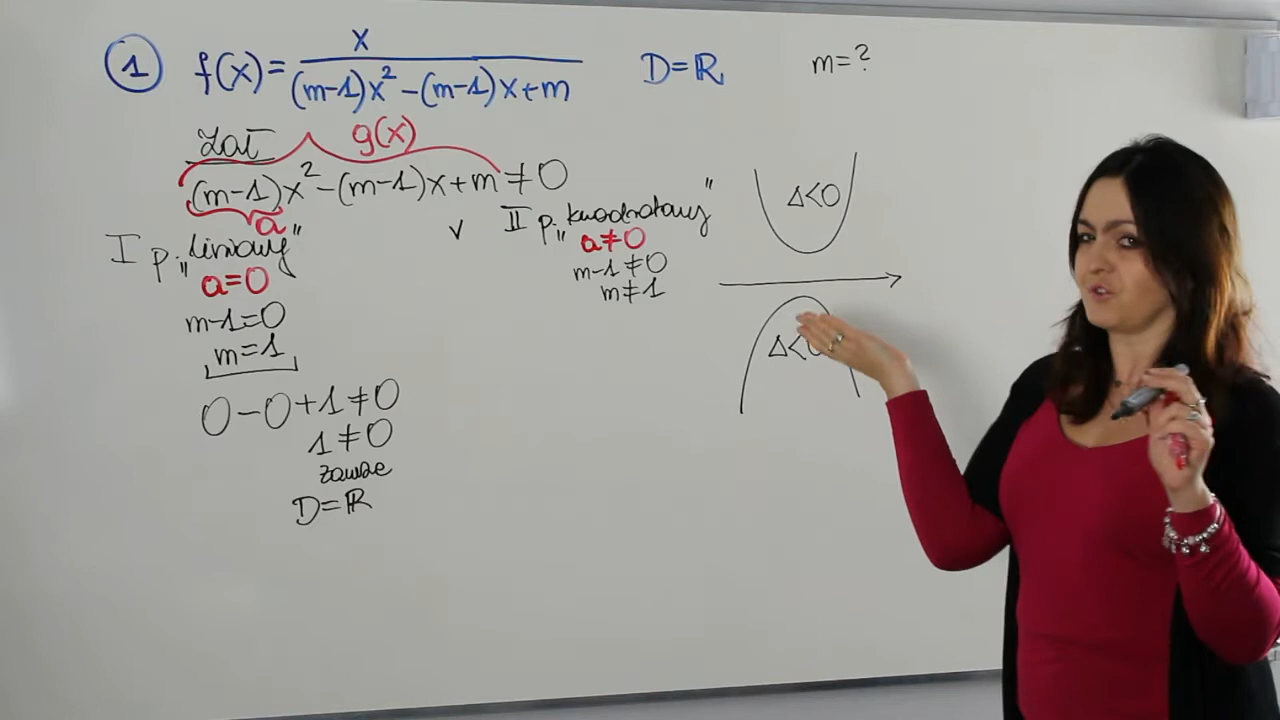 1 f(x)= x / (m-1)x²-(m-1)x+m D=ℝ m=?
Zał g(x)
(m-1)x²-(m-1)x+m≠0
a
I p. „liniowy" v II p. „kwadratowy"
a=0 a≠0
m-1=0 m-1≠0
m=1 m≠1
0-0+1≠0
1≠0
zawsze
D=ℝ
Δ<0
Δ<0